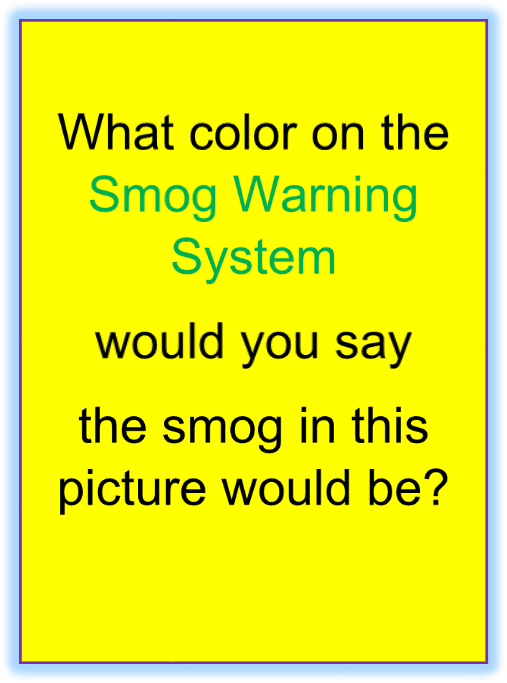 What color on the
Smog Warning
System
would you say
the smog in this
picture would be?